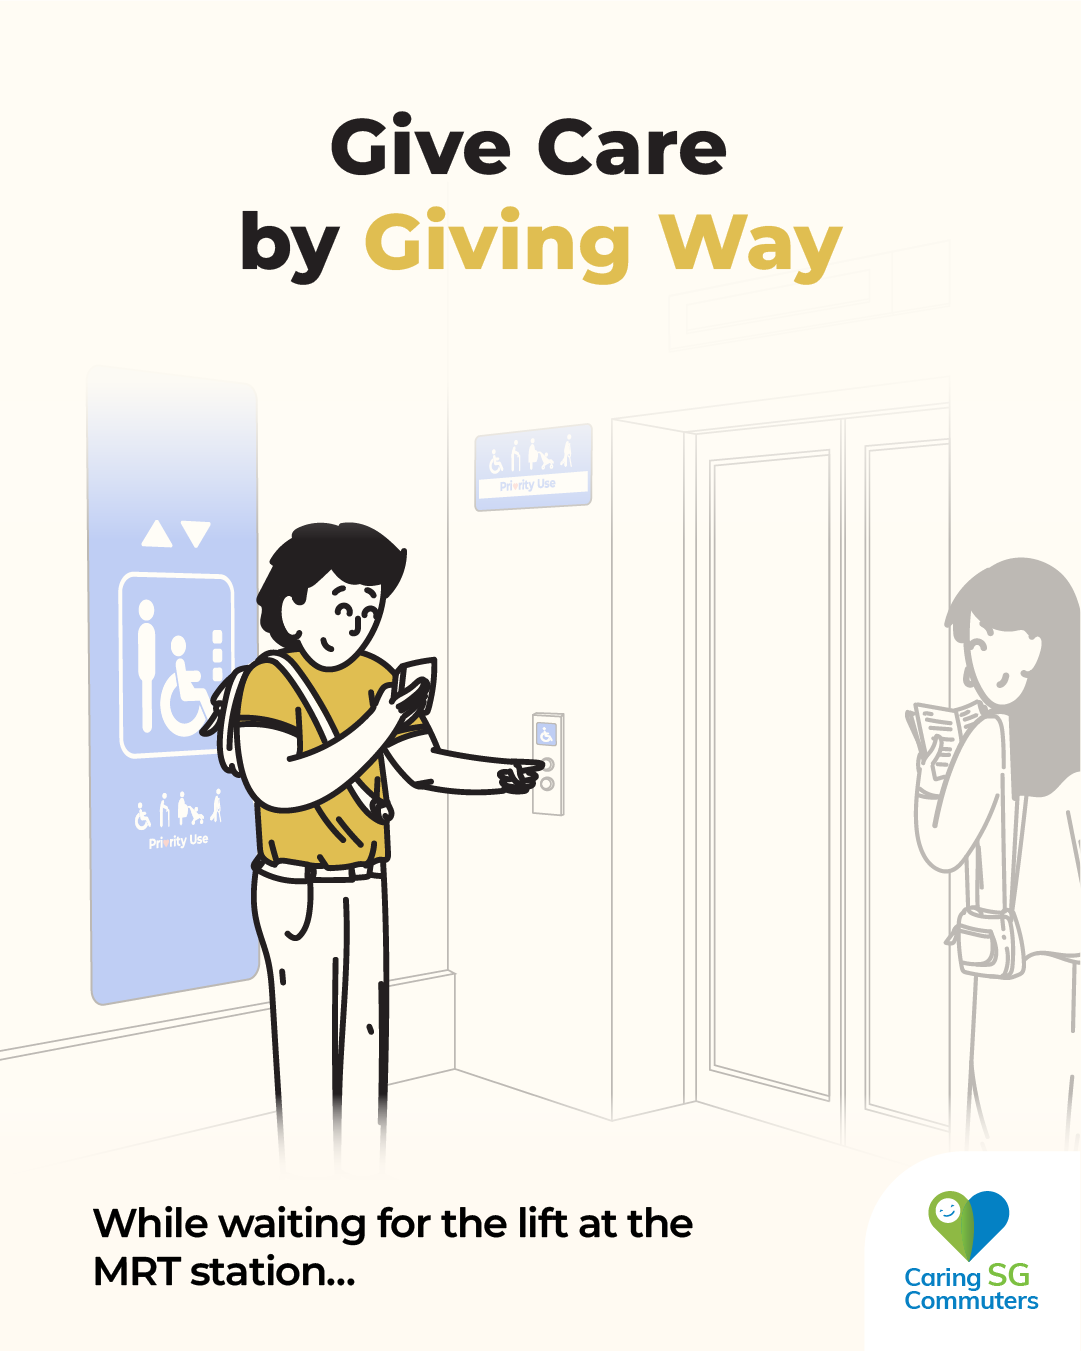 Give Care
by Giving Way
Priority Use
Priority Use
While waiting for the lift at the
MRT station...
Caring SG
Commuters